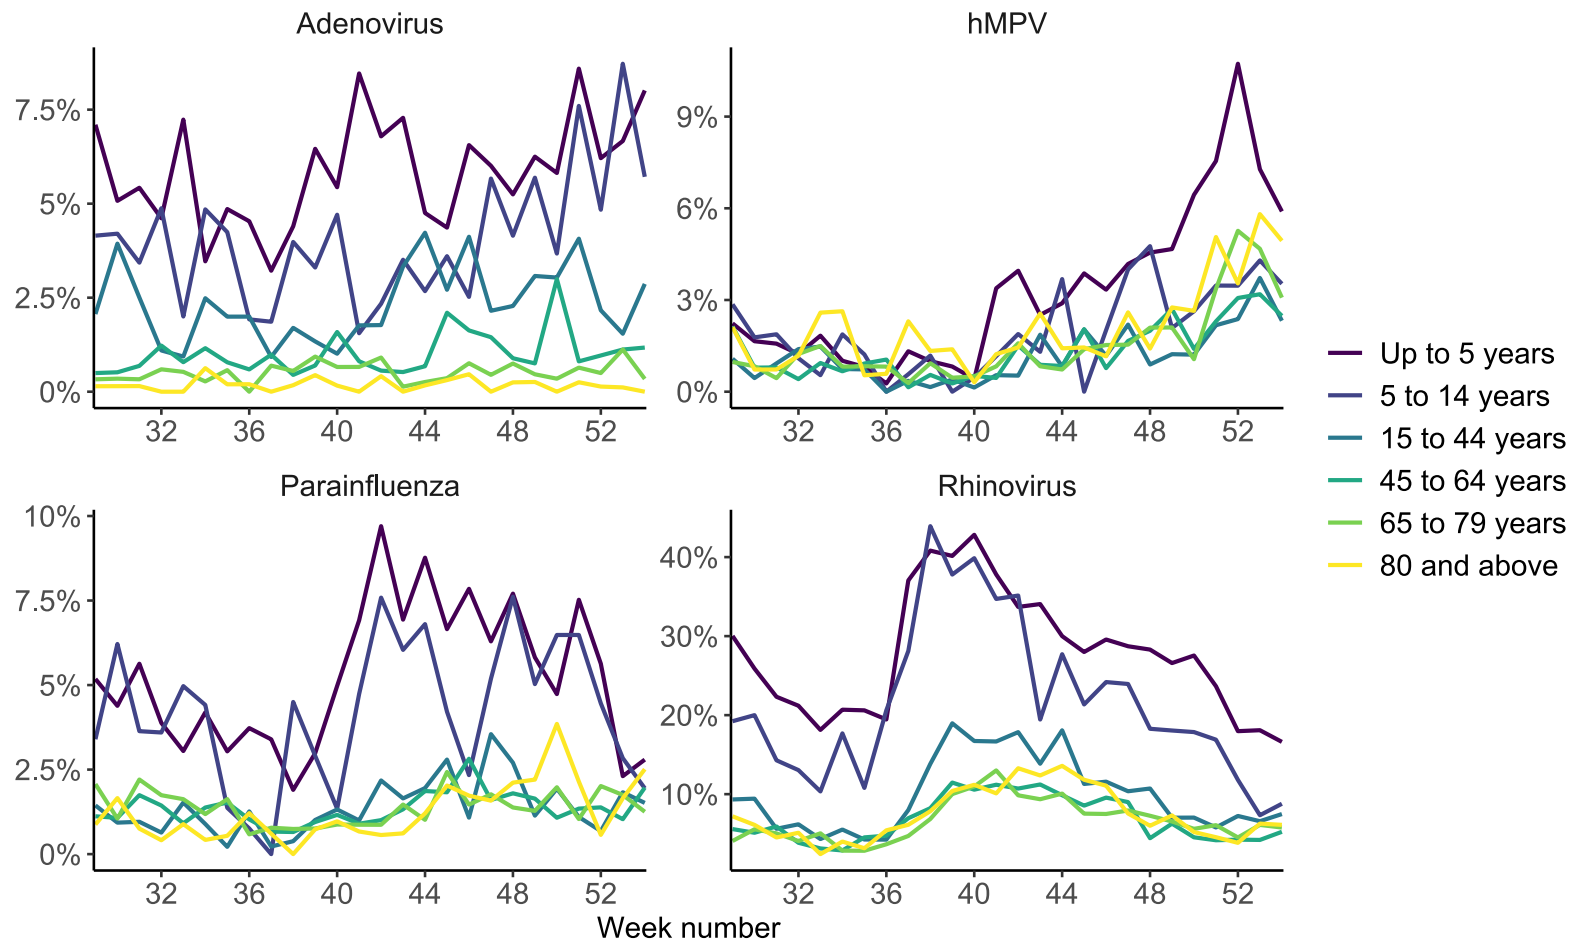 Adenovirus
hMPV
7.5%
5%
2.5%
0%
32 36 40 44 48 52
9%
6%
3%
0%
32 36 40 44 48 52
Parainfluenza
Rhinovirus
10%
7.5%
5%
2.5%
0%
32 36 40 44 48 52
40%
30%
20%
10%
32 36 40 44 48 52
Week number
Up to 5 years
5 to 14 years
15 to 44 years
45 to 64 years
65 to 79 years
80 and above